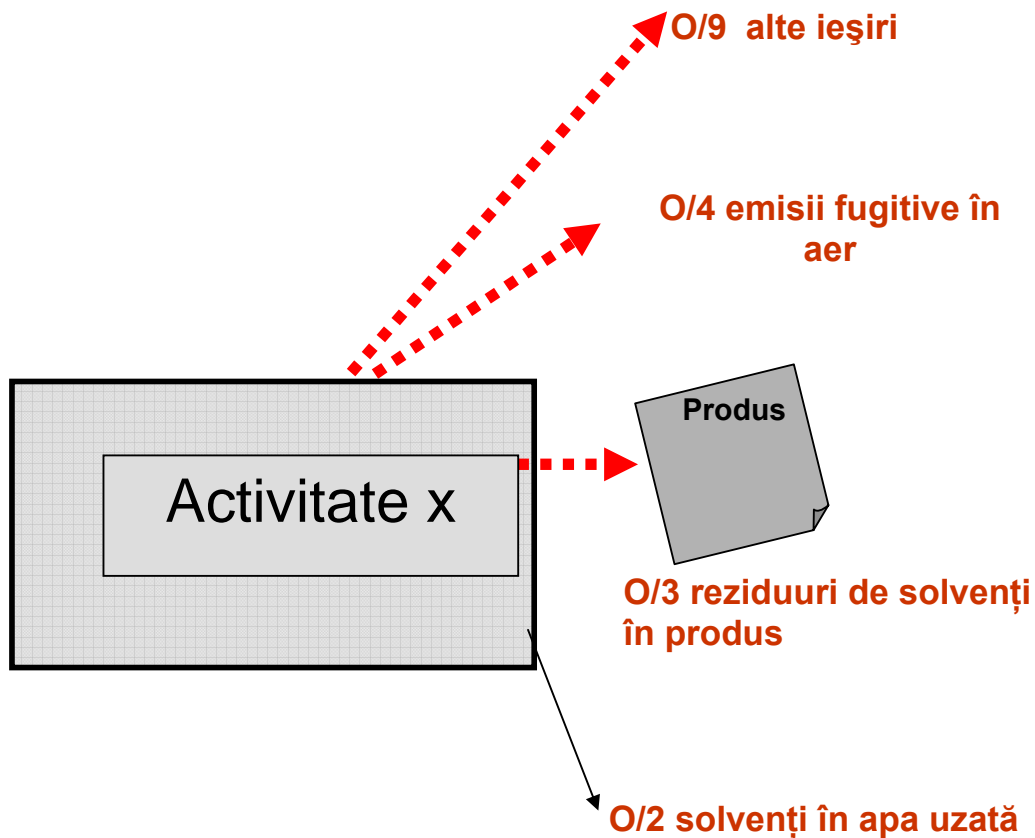 O/9 alte ieşiri
O/4 emisii fugitive în
aer
Produs
Activitate x
O/3 reziduuri de solvenți
în produs
O/2 solvenți în apa uzată